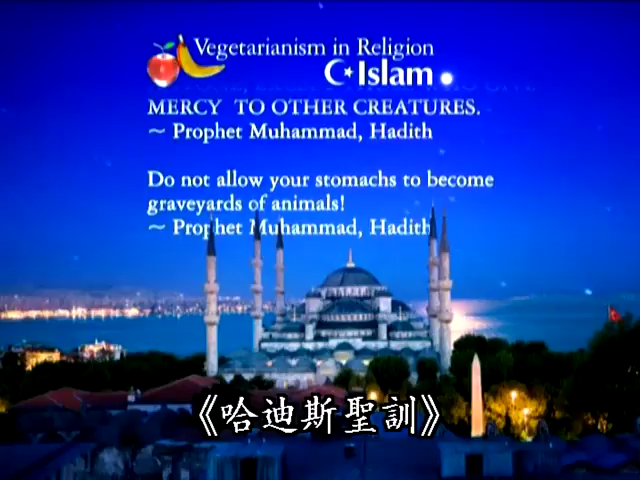 Vegetarianism in Religion
Islam
MERCY TO OTHER CREATURES.
~ Prophet Muhammad, Hadith
Do not allow your stomachs to become
graveyards of animals!
~ Prophet Muhammad, Hadith
《哈迪斯聖訓》